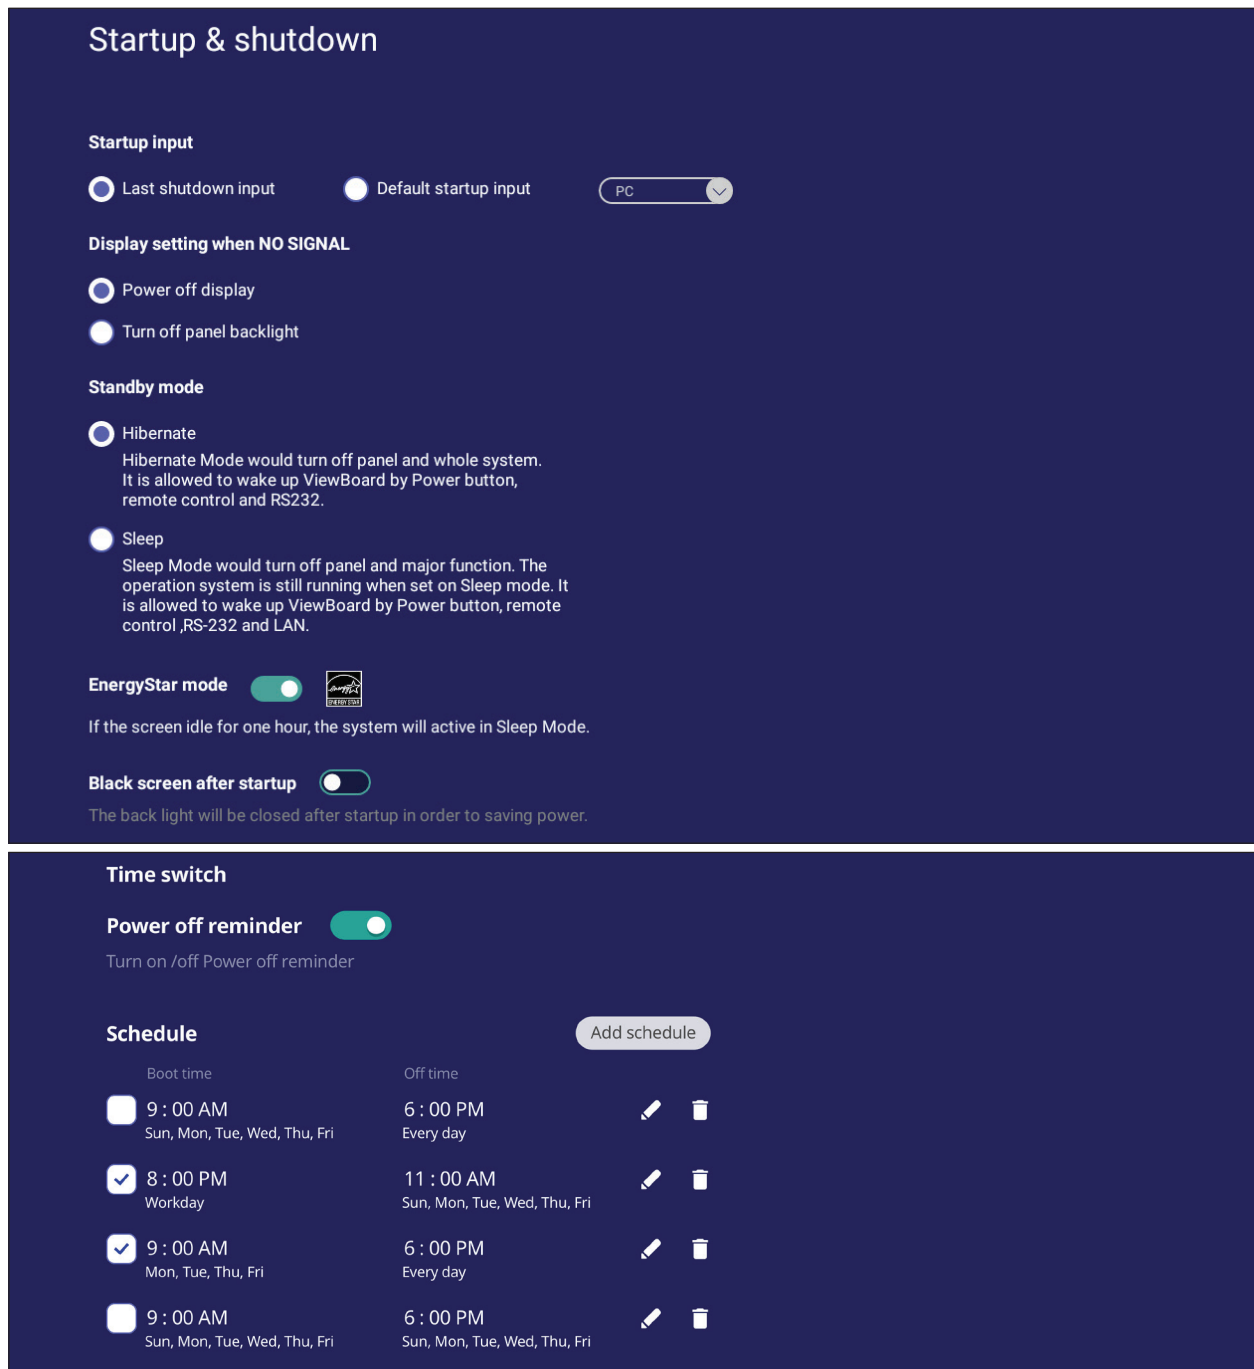 Startup & shutdown
Startup input
Last shutdown input Default startup input PC
Display setting when NO SIGNAL
Power off display
Turn off panel backlight
Standby mode
Hibernate
Hibernate Mode would turn off panel and whole system.
It is allowed to wake up ViewBoard by Power button,
remote control and RS232.
Sleep
Sleep Mode would turn off panel and major function. The
operation system is still running when set on Sleep mode. It
is allowed to wake up ViewBoard by Power button, remote
control ,RS-232 and LAN.
EnergyStar mode energy ENERGY STAR
If the screen idle for one hour, the system will active in Sleep Mode.
Black screen after startup
The back light will be closed after startup in order to saving power.
Time switch
Power off reminder
Turn on /off Power off reminder
Schedule Add schedule
Boot time Off time
9 : 00 AM 6 : 00 PM
Sun, Mon, Tue, Wed, Thu, Fri Every day
8 : 00 PM 11 : 00 AM
Workday Sun, Mon, Tue, Wed, Thu, Fri
9 : 00 AM 6 : 00 PM
Mon, Tue, Thu, Fri Every day
9 : 00 AM 6 : 00 PM
Sun, Mon, Tue, Wed, Thu, Fri Sun, Mon, Tue, Wed, Thu, Fri